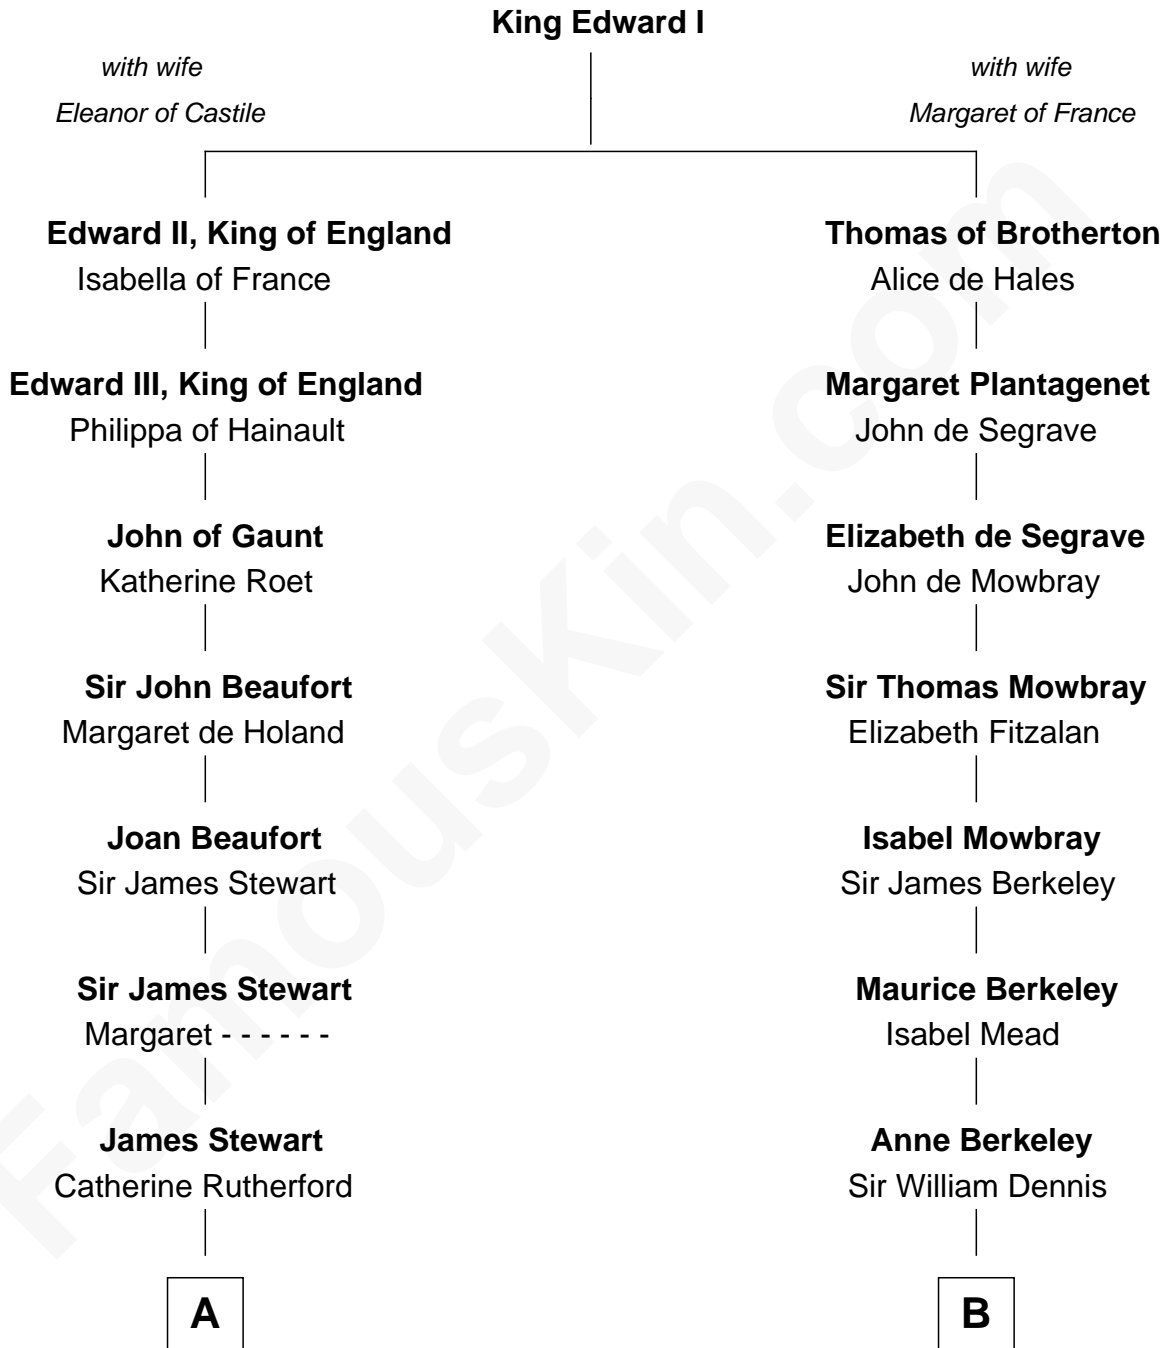 King Edward I
with wife
Eleanor of Castile
with wife
Margaret of France
Edward II, King of England
Isabella of France
Thomas of Brotherton
Alice de Hales
Edward III, King of England
Philippa of Hainault
Margaret Plantagenet
John de Segrave
John of Gaunt
Katherine Roet
Elizabeth de Segrave
John de Mowbray
Sir John Beaufort
Margaret de Holand
Sir Thomas Mowbray
Elizabeth Fitzalan
Joan Beaufort
Sir James Stewart
Isabel Mowbray
Sir James Berkeley
Sir James Stewart
Margaret - - - - - -
Maurice Berkeley
Isabel Mead
James Stewart
Catherine Rutherford
Anne Berkeley
Sir William Dennis
A
B
FamousKin.com